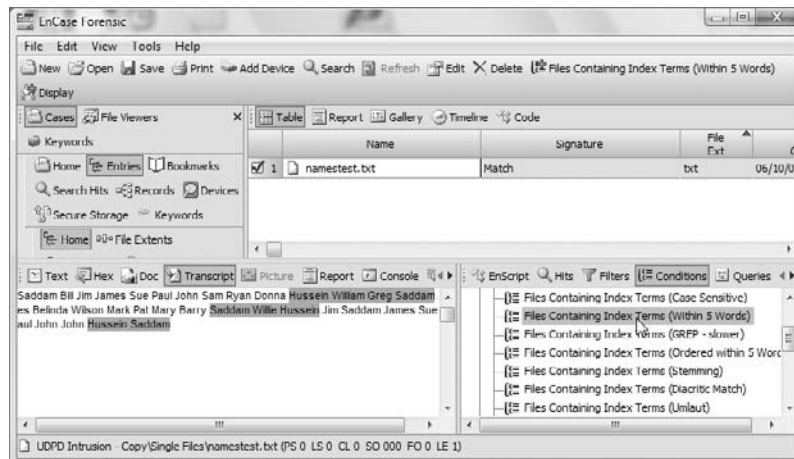 EnCase Forensic
File Edit View Tools Help
New Open Save Print Add Device Search Refresh Edit Delete Files Containing Index Terms (Within 5 Words)
Display
Cases File Viewers
Table Report Gallery Timeline Code
Keywords
Home Entries Bookmarks
Search Hits Records Devices
Secure Storage Keywords
Home File Extents
Name Signature File Ext
1 namestest.txt Match txt 06/10/0
Text Hex Doc Transcript Picture Report Console
Saddam Bill Jim James Sue Paul John Sam Ryan Donna Hussein William Greg Saddam
es Belinda Wilson Mark Pat Mary Barry Saddam Willie Hussein Jim Saddam James Sue
aul John John Hussein Saddam
EnScript Hits Filters Conditions Queries
Files Containing Index Terms (Case Sensitive)
Files Containing Index Terms (Within 5 Words)
Files Containing Index Terms (GREP - slower)
Files Containing Index Terms (Ordered within 5 Word
Files Containing Index Terms (Stemming)
Files Containing Index Terms (Diacritic Match)
Files Containing Index Terms (Umlaut)
UDPD Intrusion - Copy\Single Files\namestest.txt (PS 0 LS 0 CL 0 SO 000 FO 0 LE 1)